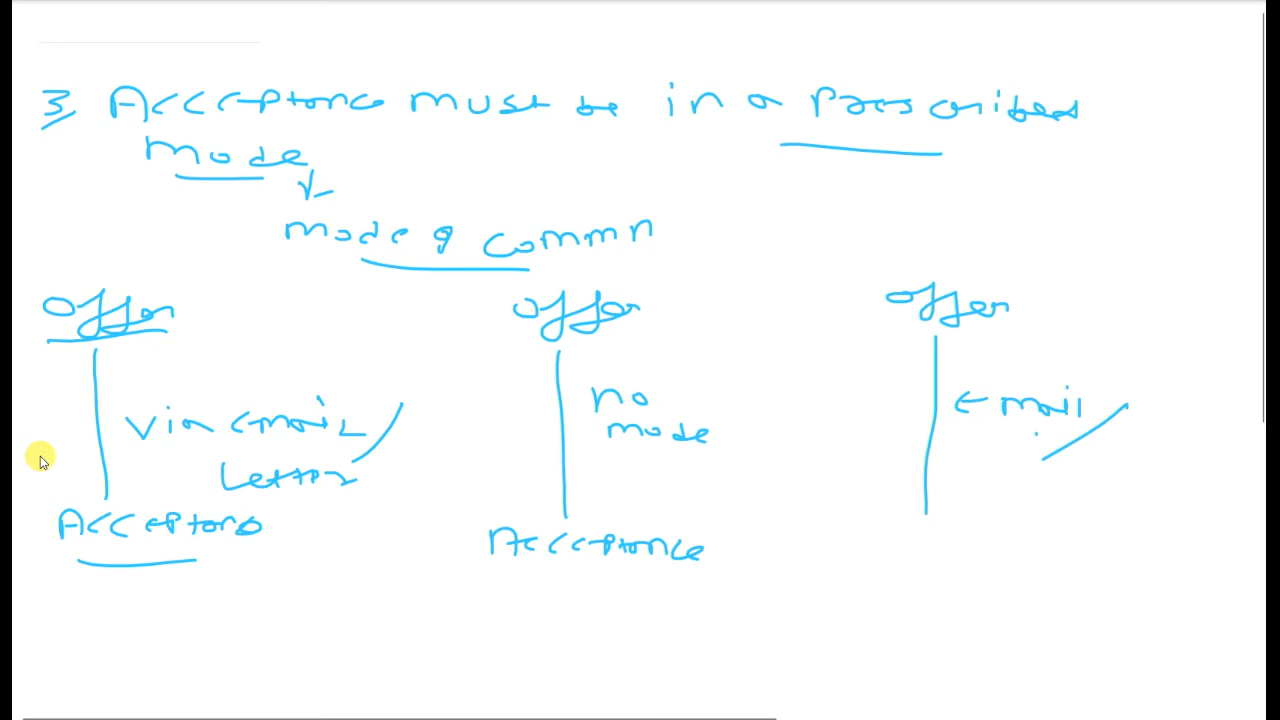 3, Acceptance must be in a Prescribed
mode
mode of commn
offer
offer
offer
via email
Letter
no
mode
e mail
Acceptance
Acceptance